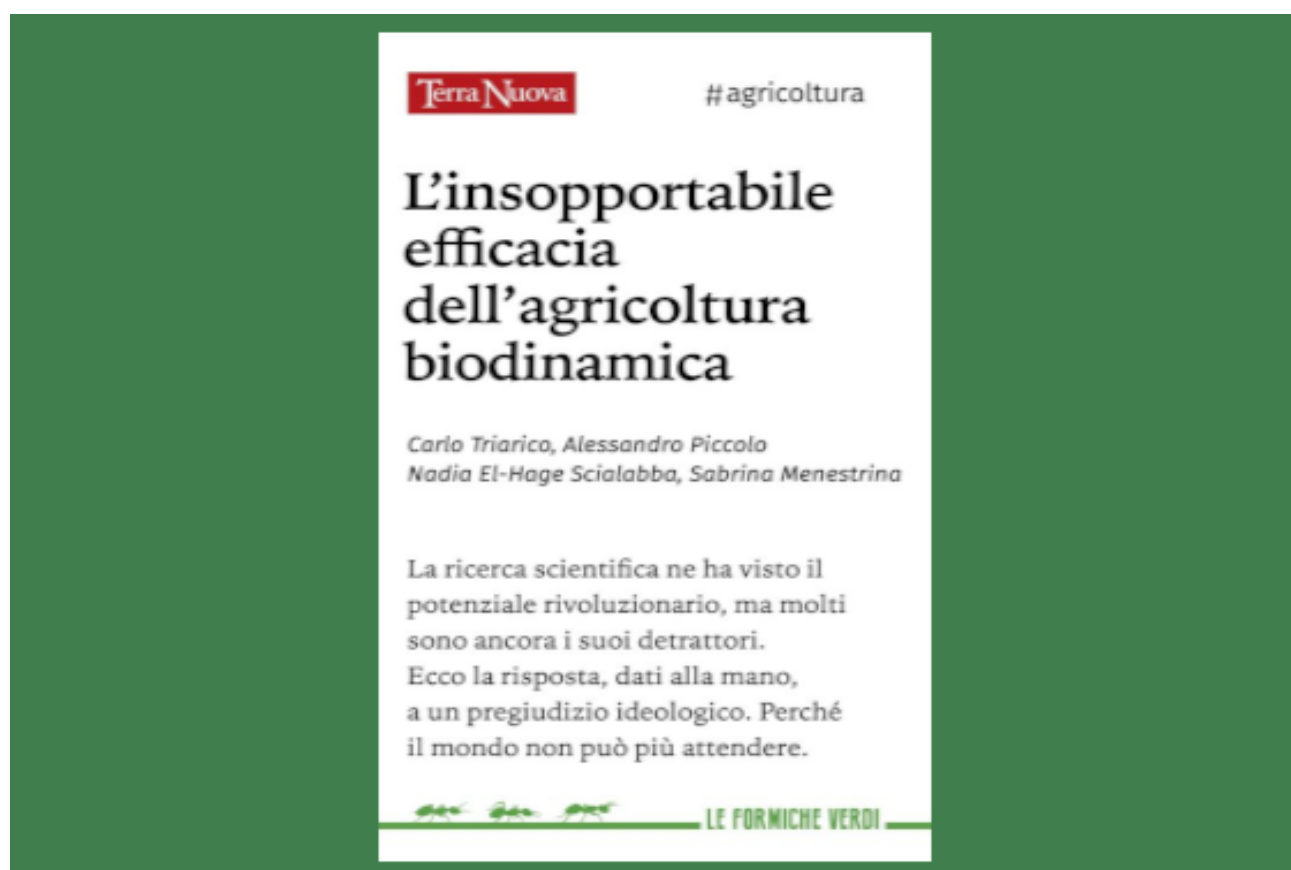 Terra Nuova
#agricoltura
L’insopportabile
efficacia
dell’agricoltura
biodinamica
Carlo Triarico, Alessandro Piccolo
Nadia El-Hage Scialabba, Sabrina Menestrina
La ricerca scientifica ne ha visto il
potenziale rivoluzionario, ma molti
sono ancora i suoi detrattori.
Ecco la risposta, dati alla mano,
a un pregiudizio ideologico. Perché
il mondo non può più attendere.
LE FORMICHE VERDI